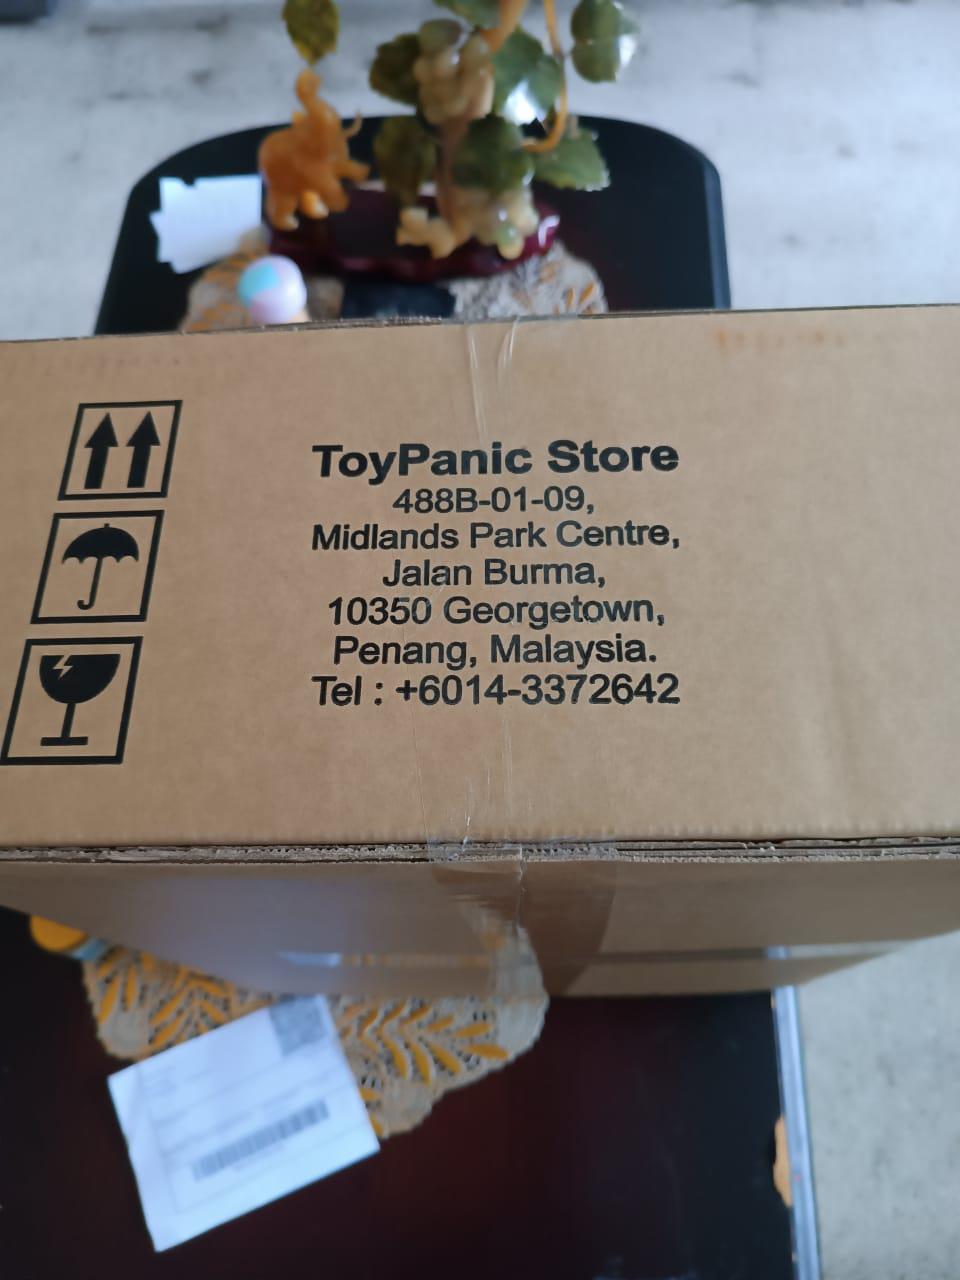 ToyPanic Store
488B-01-09,
Midlands Park Centre,
Jalan Burma,
10350 Georgetown,
Penang, Malaysia.
Tel : +6014-3372642